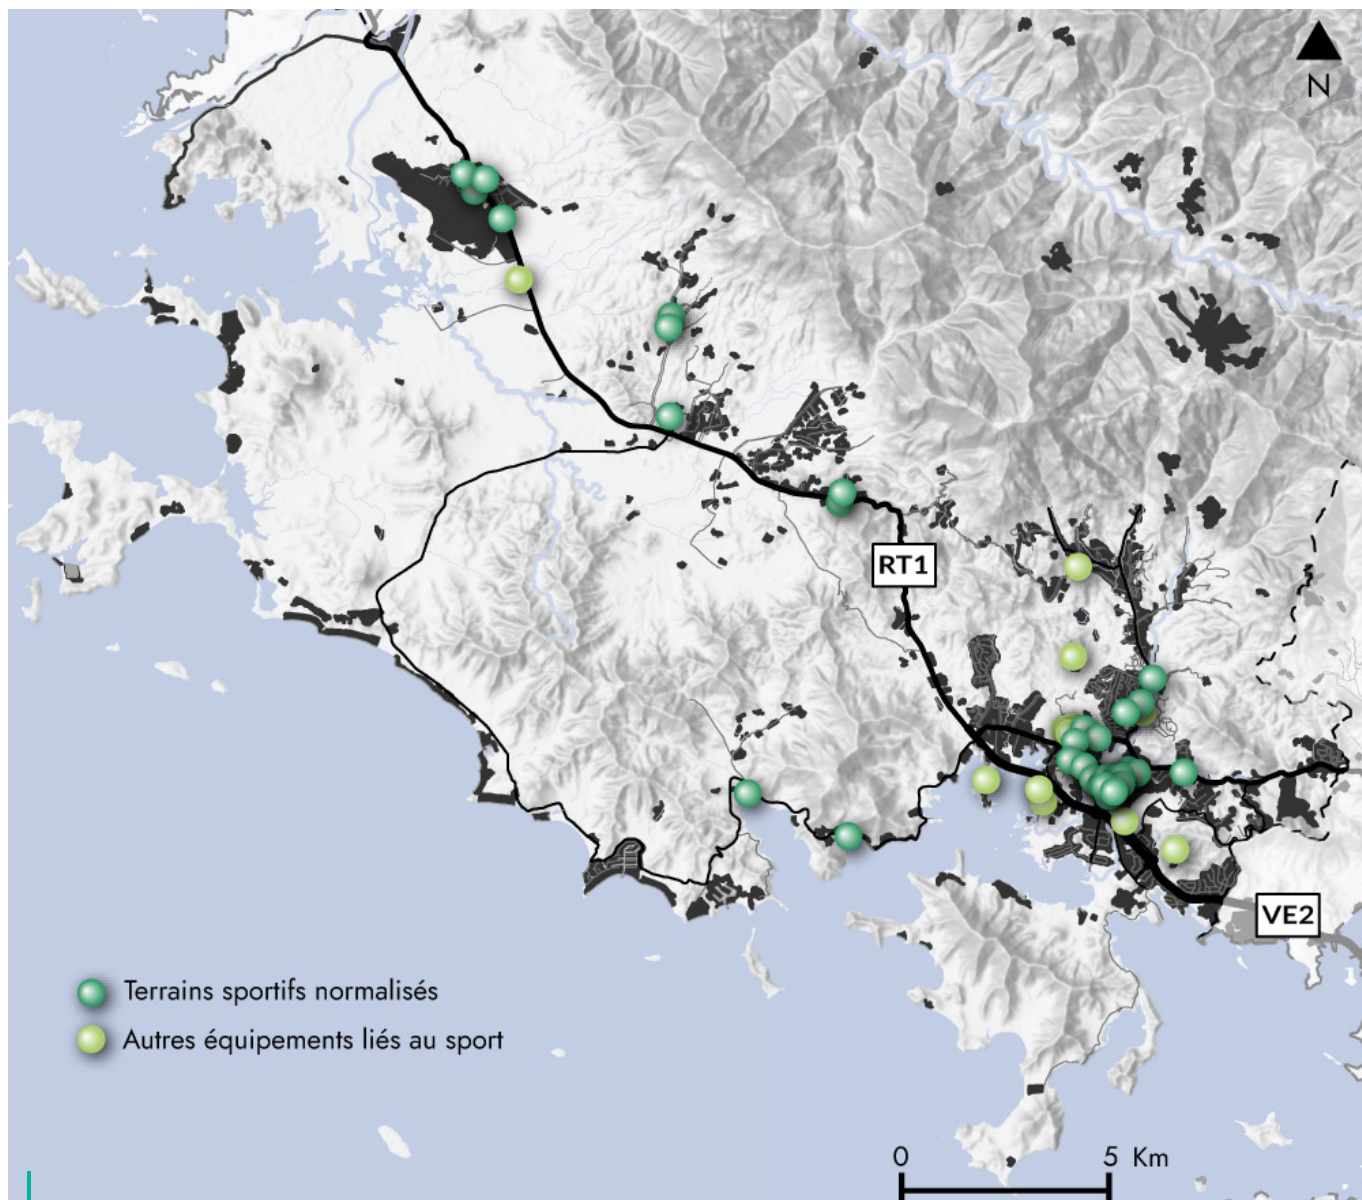 N
RT1
VE2
Terrains sportifs normalisés
Autres équipements liés au sport
0 5 Km